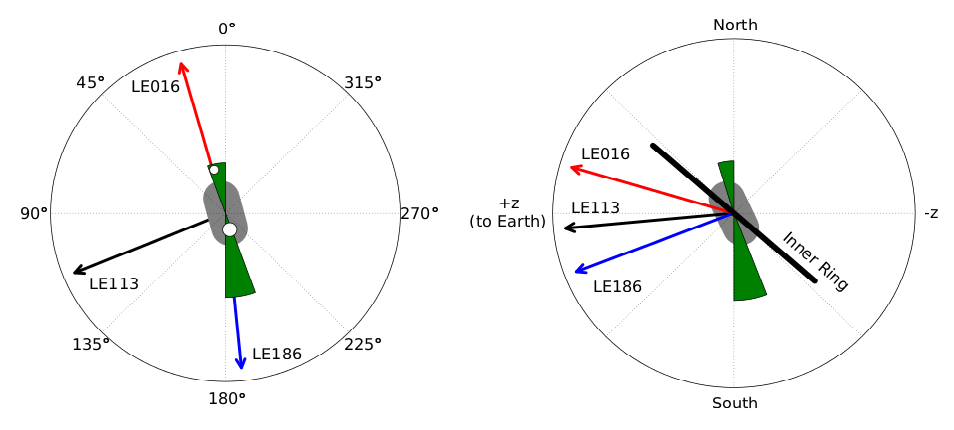 0°
45°
315°
LE016
90°
270°
LE113
135°
225°
LE186
180°
North
LE016
+z
(to Earth)
LE113
-z
Inner Ring
LE186
South